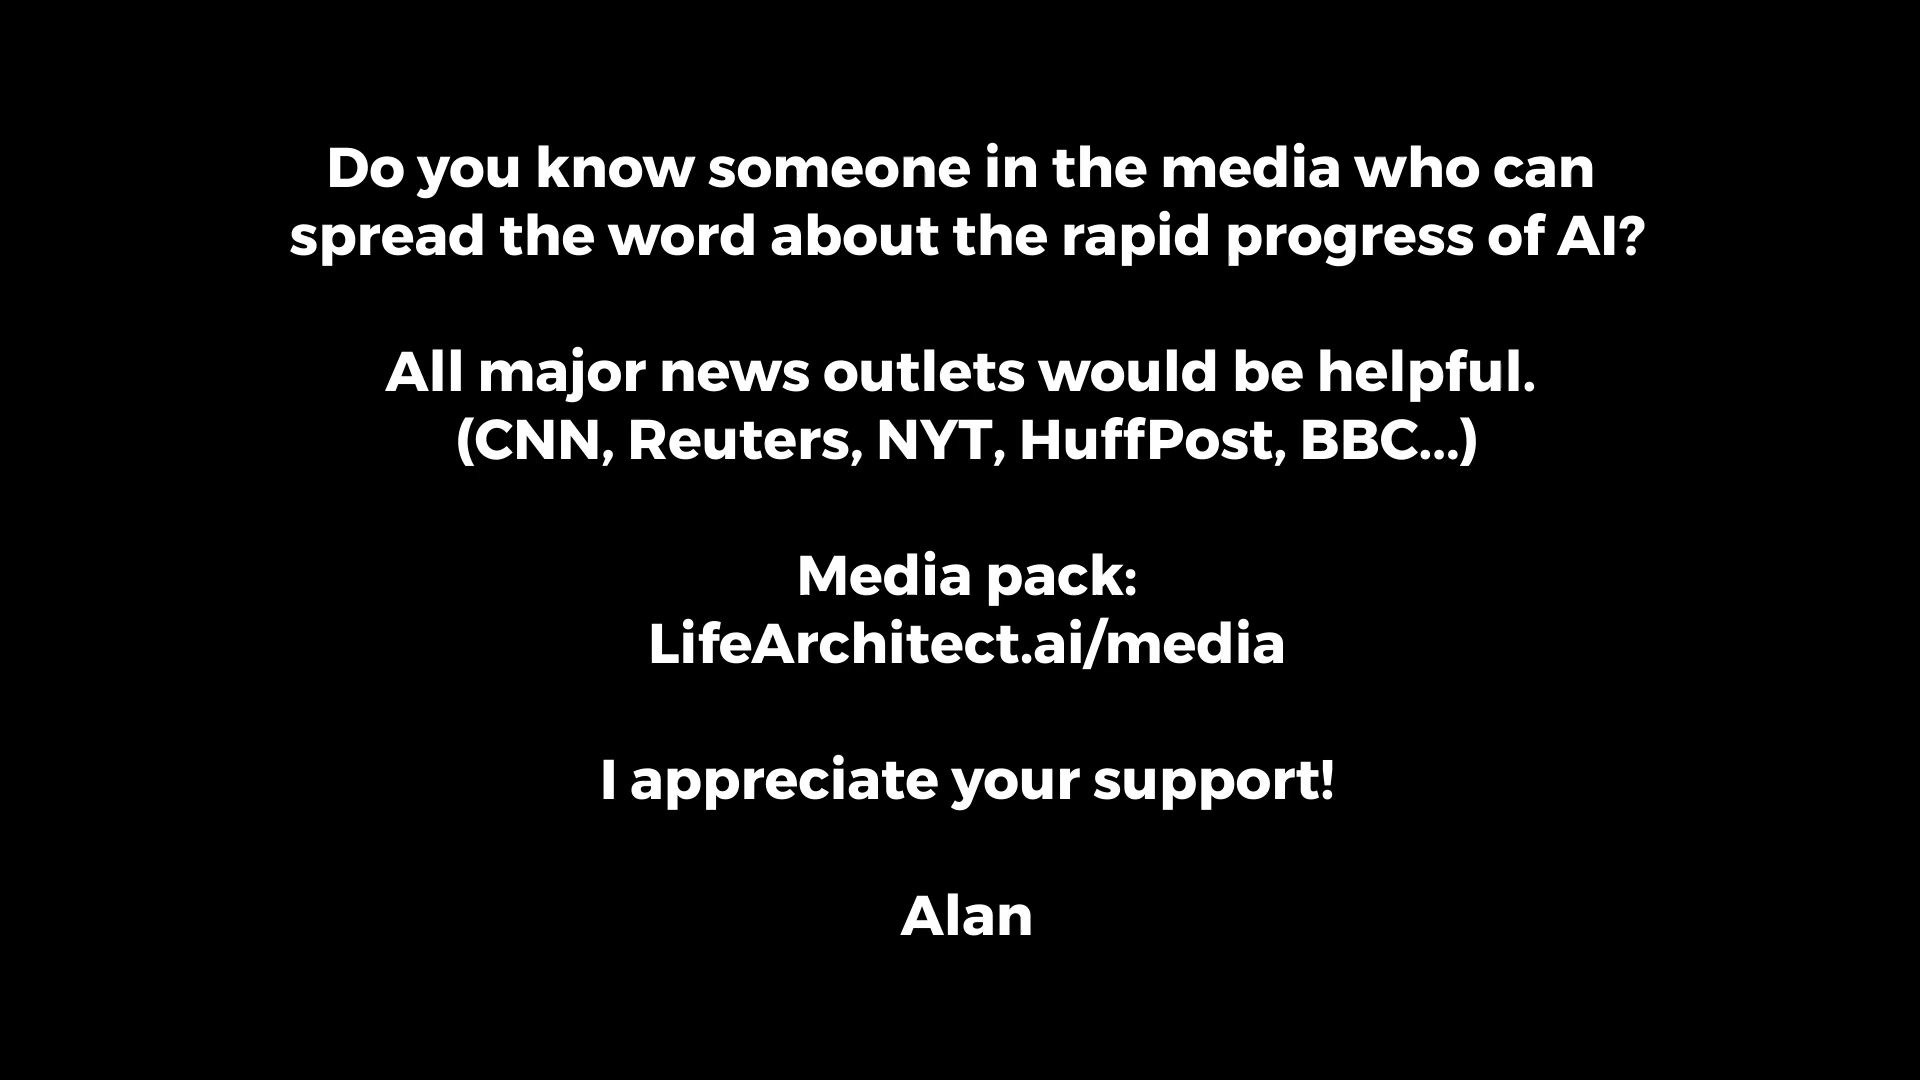 Do you know someone in the media who can
spread the word about the rapid progress of AI?
All major news outlets would be helpful.
(CNN, Reuters, NYT, HuffPost, BBC...)
Media pack:
LifeArchitect.ai/media
I appreciate your support!
Alan